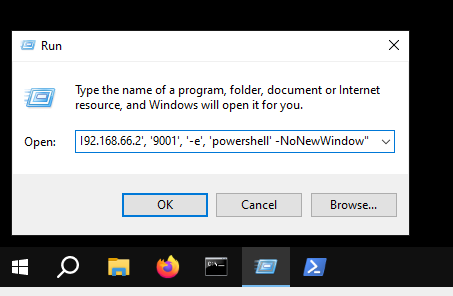 Run
Type the name of a program, folder, document or Internet
resource, and Windows will open it for you.
Open: 192.168.66.2', '9001', '-e', 'powershell' -NoNewWindow"
OK Cancel Browse...